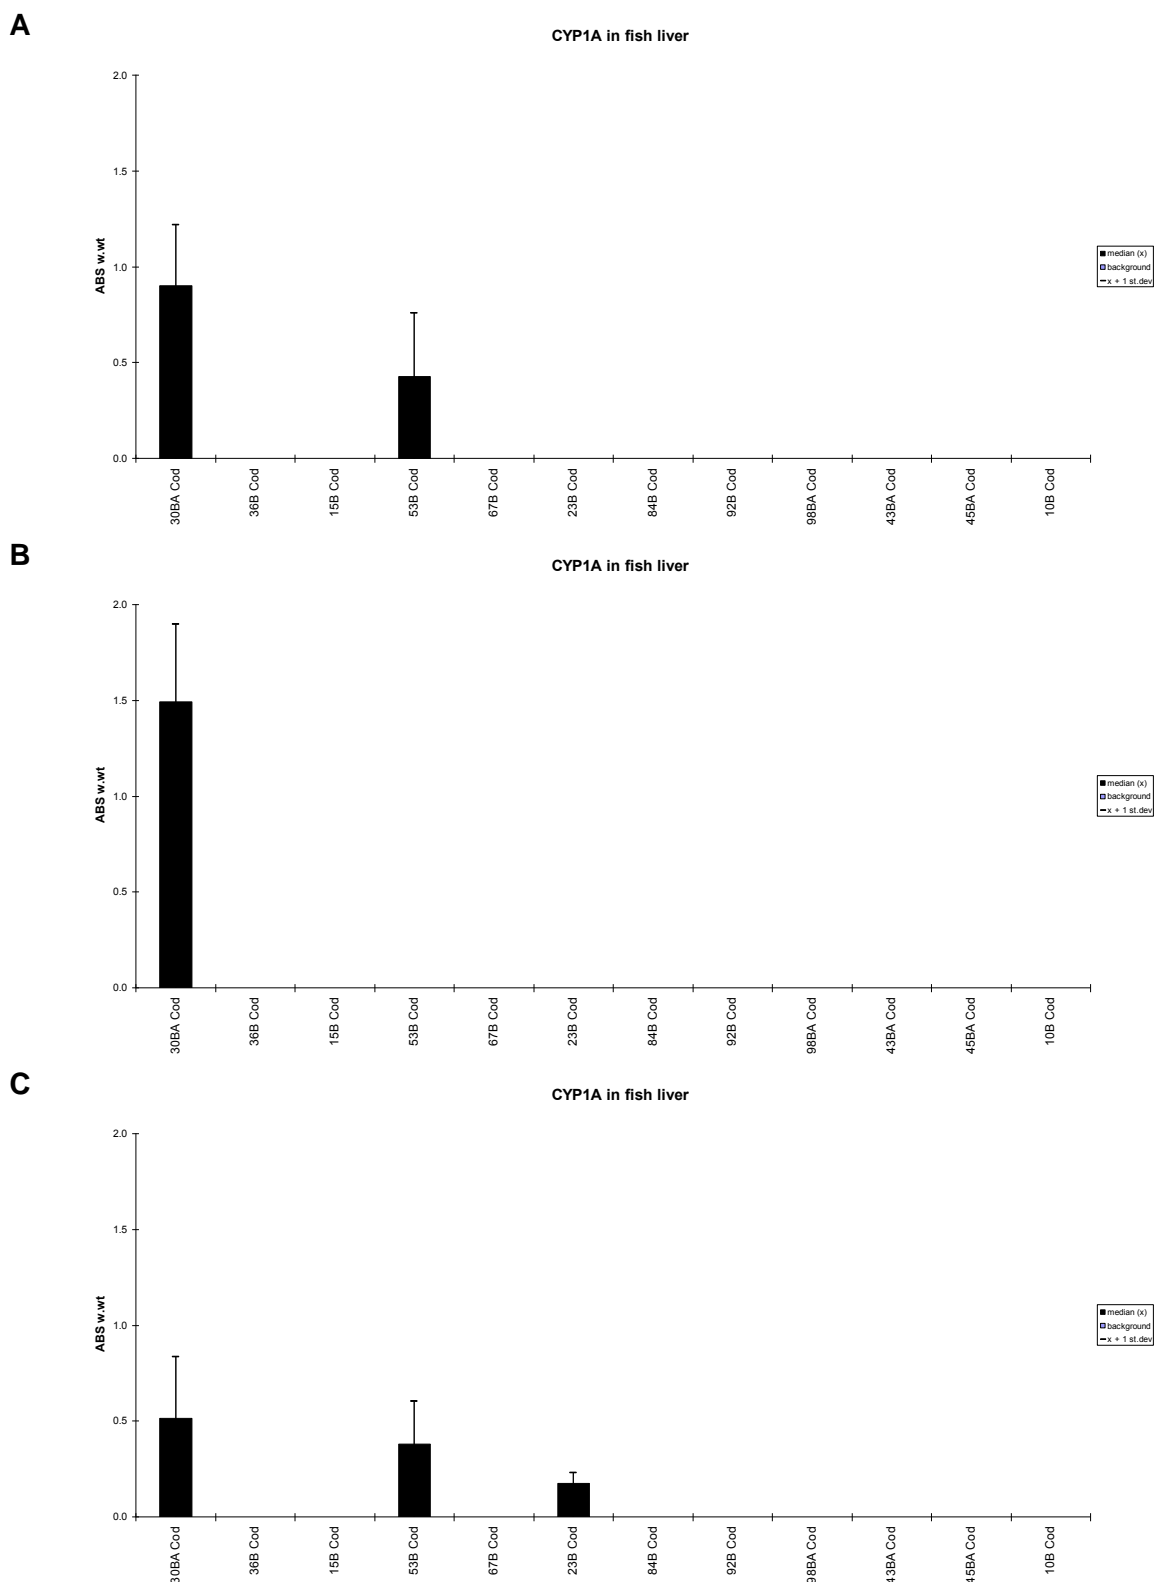 A
CYP1A in fish liver
2.0
1.5
1.0
0.5
0.0
ABS w.wt
30BA Cod
36B Cod
15B Cod
53B Cod
67B Cod
23B Cod
84B Cod
92B Cod
98BA Cod
43BA Cod
45BA Cod
10B Cod
median (x)
background
x + 1 st.dev
B
CYP1A in fish liver
2.0
1.5
1.0
0.5
0.0
ABS w.wt
30BA Cod
36B Cod
15B Cod
53B Cod
67B Cod
23B Cod
84B Cod
92B Cod
98BA Cod
43BA Cod
45BA Cod
10B Cod
median (x)
background
x + 1 st.dev
C
CYP1A in fish liver
2.0
1.5
1.0
0.5
0.0
ABS w.wt
30BA Cod
36B Cod
15B Cod
53B Cod
67B Cod
23B Cod
84B Cod
92B Cod
98BA Cod
43BA Cod
45BA Cod
10B Cod
median (x)
background
x + 1 st.dev